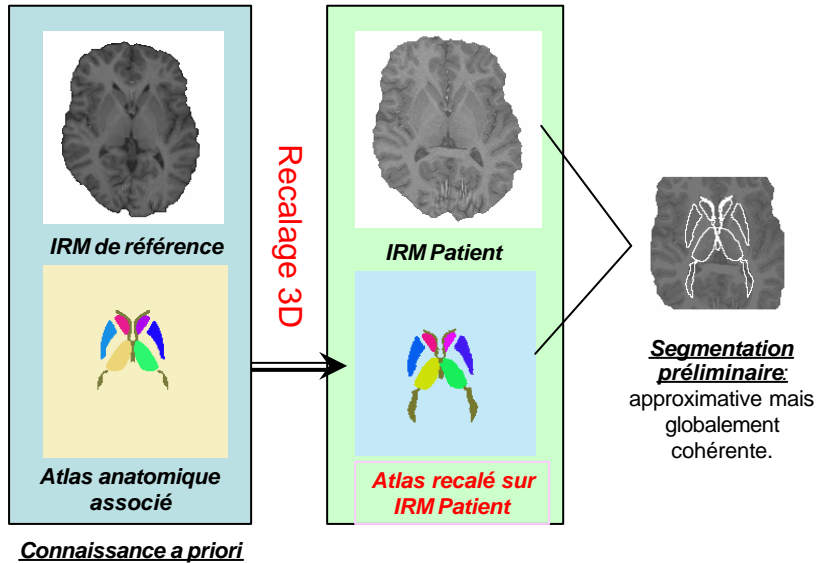 IRM de référence
Atlas anatomique
associé
Connaissance a priori
Recalage 3D
IRM Patient
Atlas recalé sur
IRM Patient
Segmentation
préliminaire:
approximative mais
globalement
cohérente.